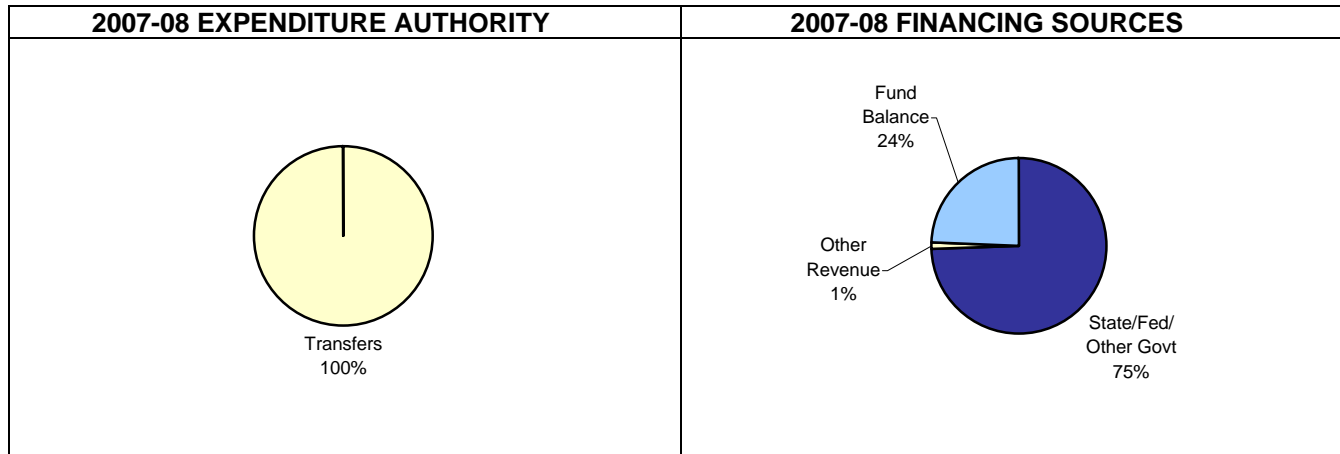 2007-08 EXPENDITURE AUTHORITY
Transfers
100%
2007-08 FINANCING SOURCES
Fund
Balance
24%
Other
Revenue
1%
State/Fed/
Other Govt
75%